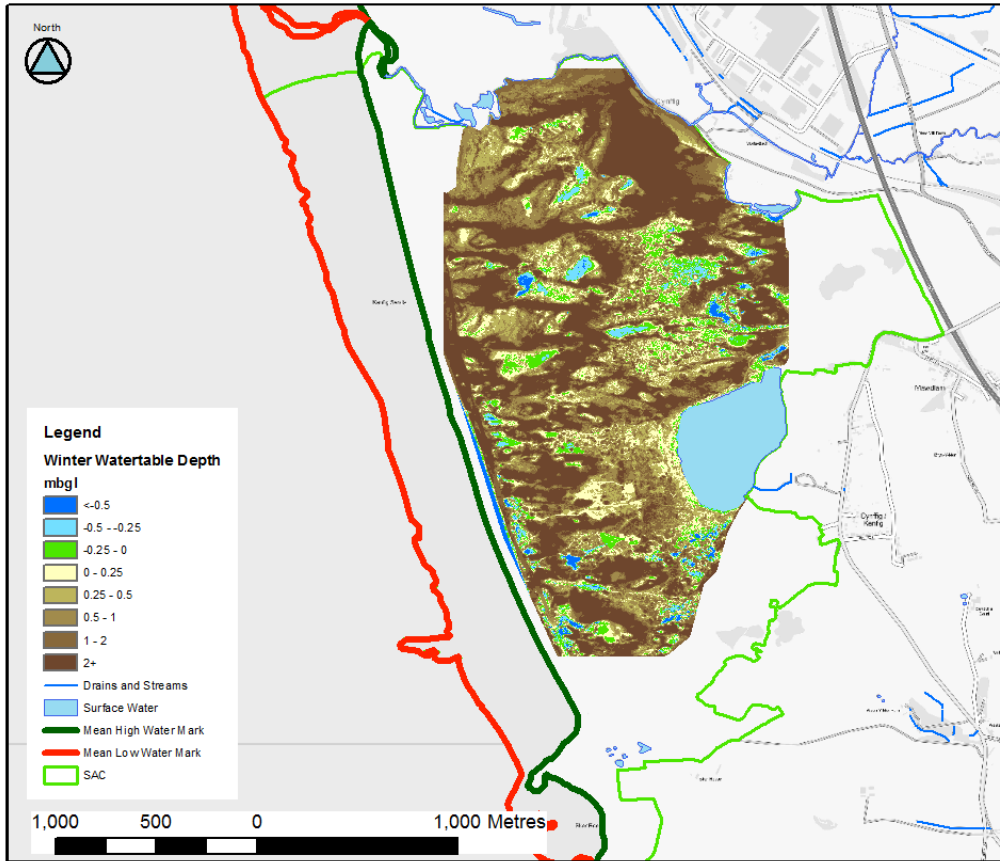 North
Cynffig
Kenfig Sands
Mawdlam
Cynffig /
Kenfig
Legend
Winter Watertable Depth
mbgl
<-0.5
-0.5 - -0.25
-0.25 - 0
0 - 0.25
0.25 - 0.5
0.5 - 1
1 - 2
2+
Drains and Streams
Surface Water
Mean High Water Mark
Mean Low Water Mark
SAC
1,000 500 0 1,000 Metres